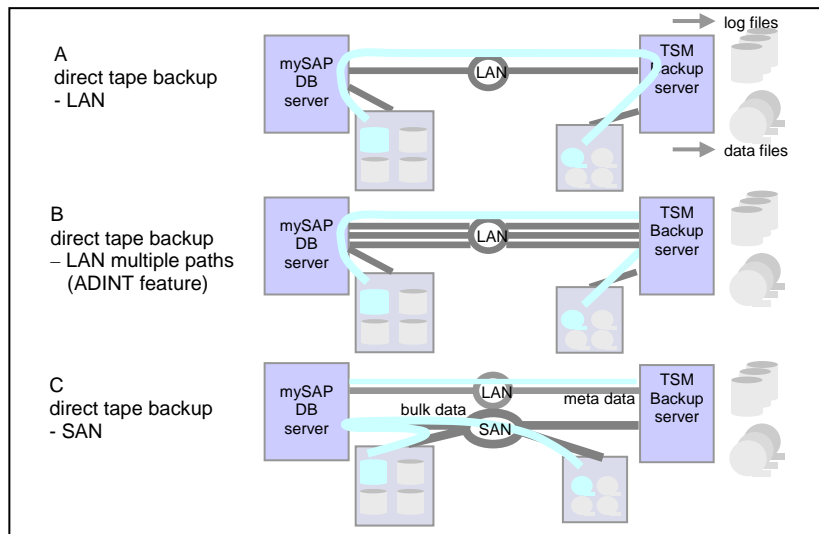 A
direct tape backup
- LAN
mySAP
DB
server
LAN
TSM
Backup
server
log files
data files
B
direct tape backup
– LAN multiple paths
(ADINT feature)
mySAP
DB
server
LAN
TSM
Backup
server
C
direct tape backup
- SAN
mySAP
DB
server
LAN
bulk data
meta data
SAN
TSM
Backup
server